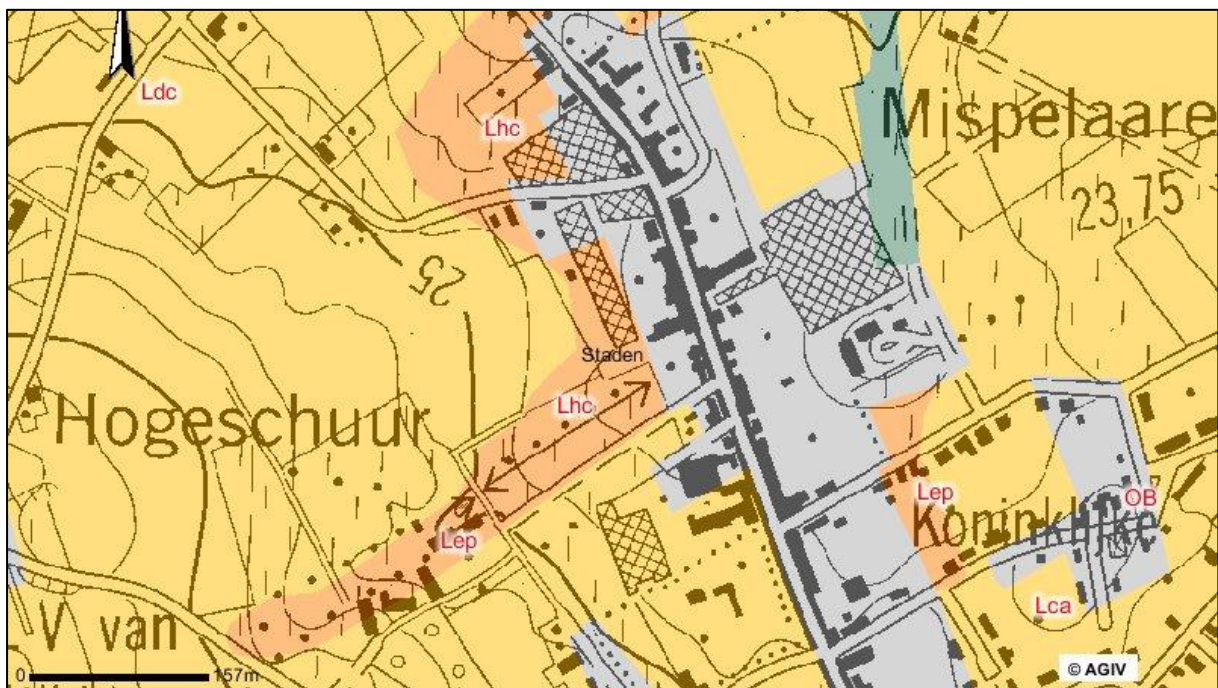 Ldc
Lhc
Mispelaare
23,75
25
Staden
Lhc
Hogeschuur
Lep
Lep
OB
Koninklijke
V van
Lca
0
157m
© AGIV